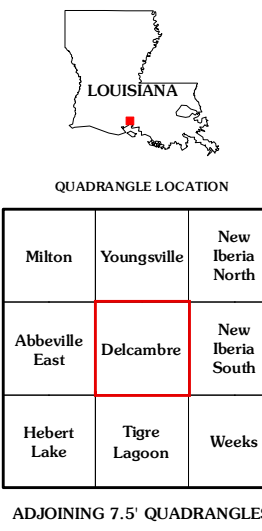 LOUISIANA
QUADRANGLE LOCATION
Milton
Youngsville
New
Iberia
North
Abbeville
East
Delcambre
New
Iberia
South
Hebert
Lake
Tigre
Lagoon
Weeks
ADJOINING 7.5' QUADRANGLES